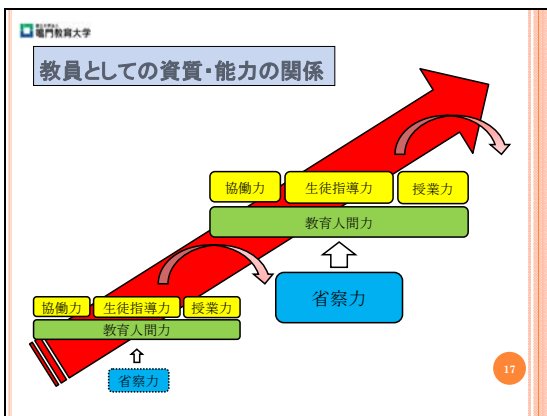 鳴門教育大学
教員としての資質・能力の関係
協働力 生徒指導力 授業力
教育人間力
省察力
協働力 生徒指導力 授業力
教育人間力
省察力
17